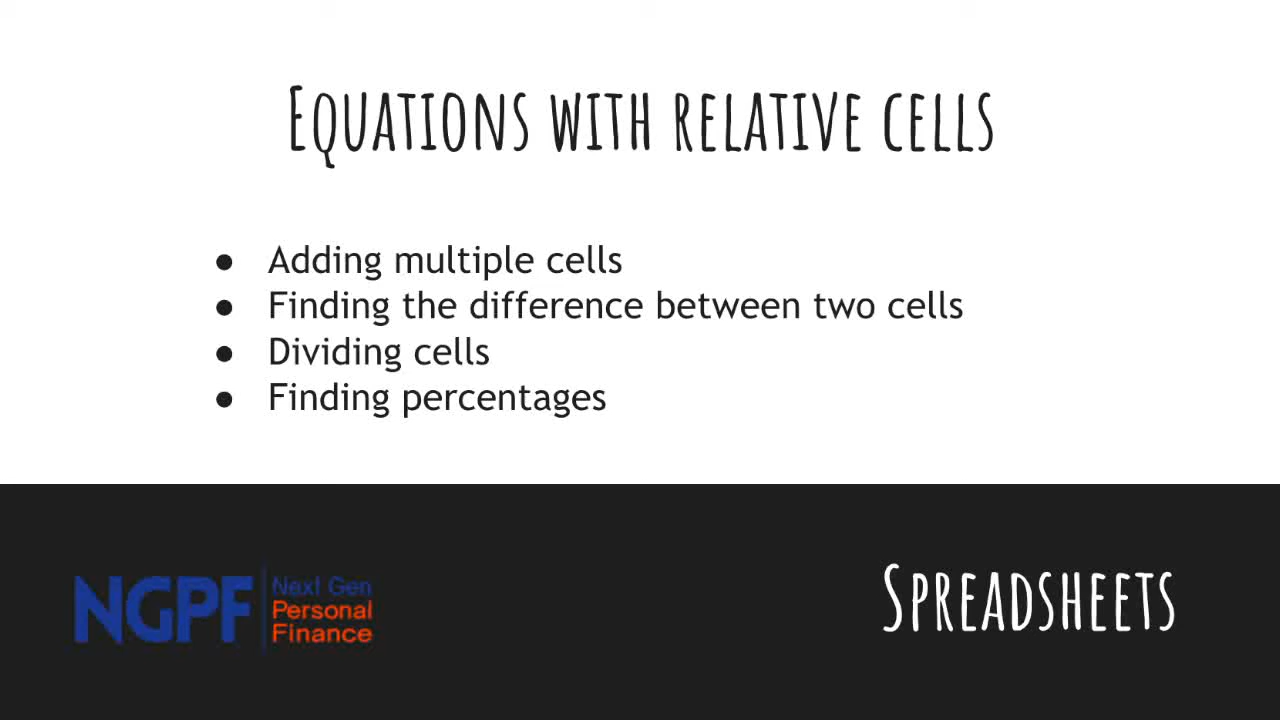 Equations with relative cells
● Adding multiple cells
● Finding the difference between two cells
● Dividing cells
● Finding percentages
NGPF
Next Gen
Personal
Finance
Spreadsheets